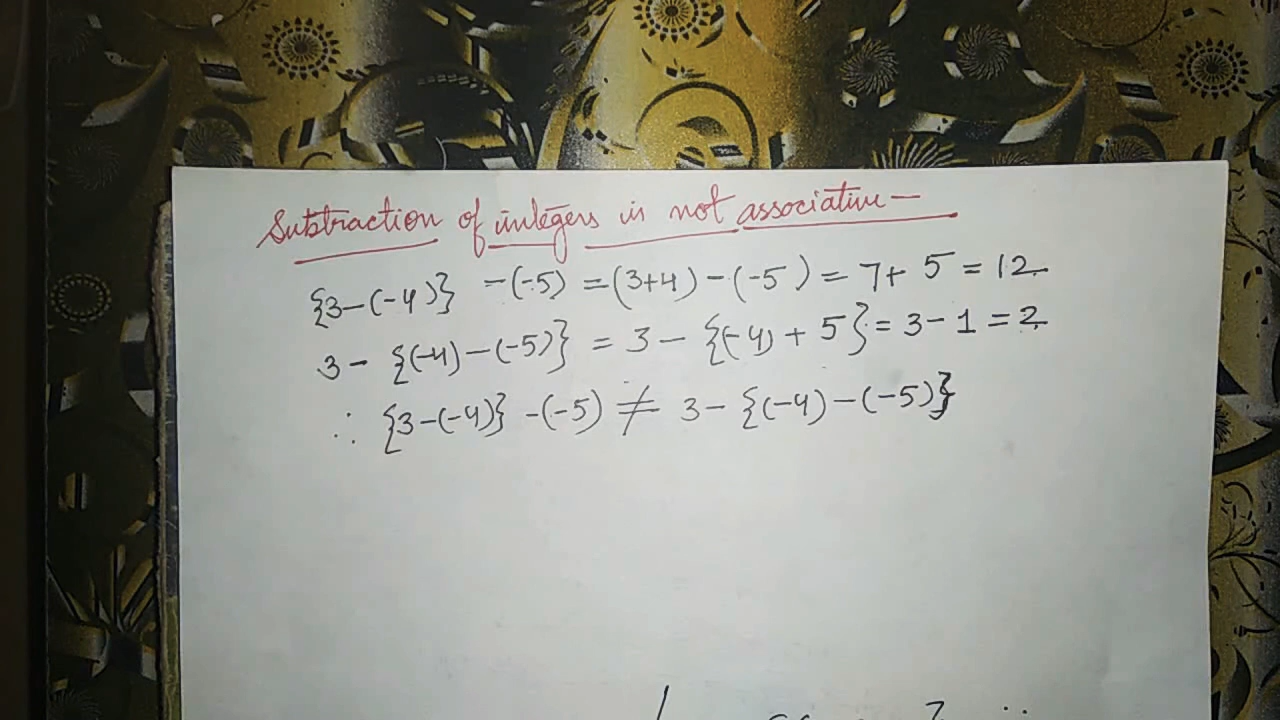 Subtraction of integers is not associative—
{3-(-4)} -(-5) = (3+4)-(-5) = 7+ 5 = 12
3- {(-4)-(-5)} = 3- {(-4) + 5} = 3-1 = 2
∴ {3-(-4)} -(-5) ≠ 3- {(-4)-(-5)}